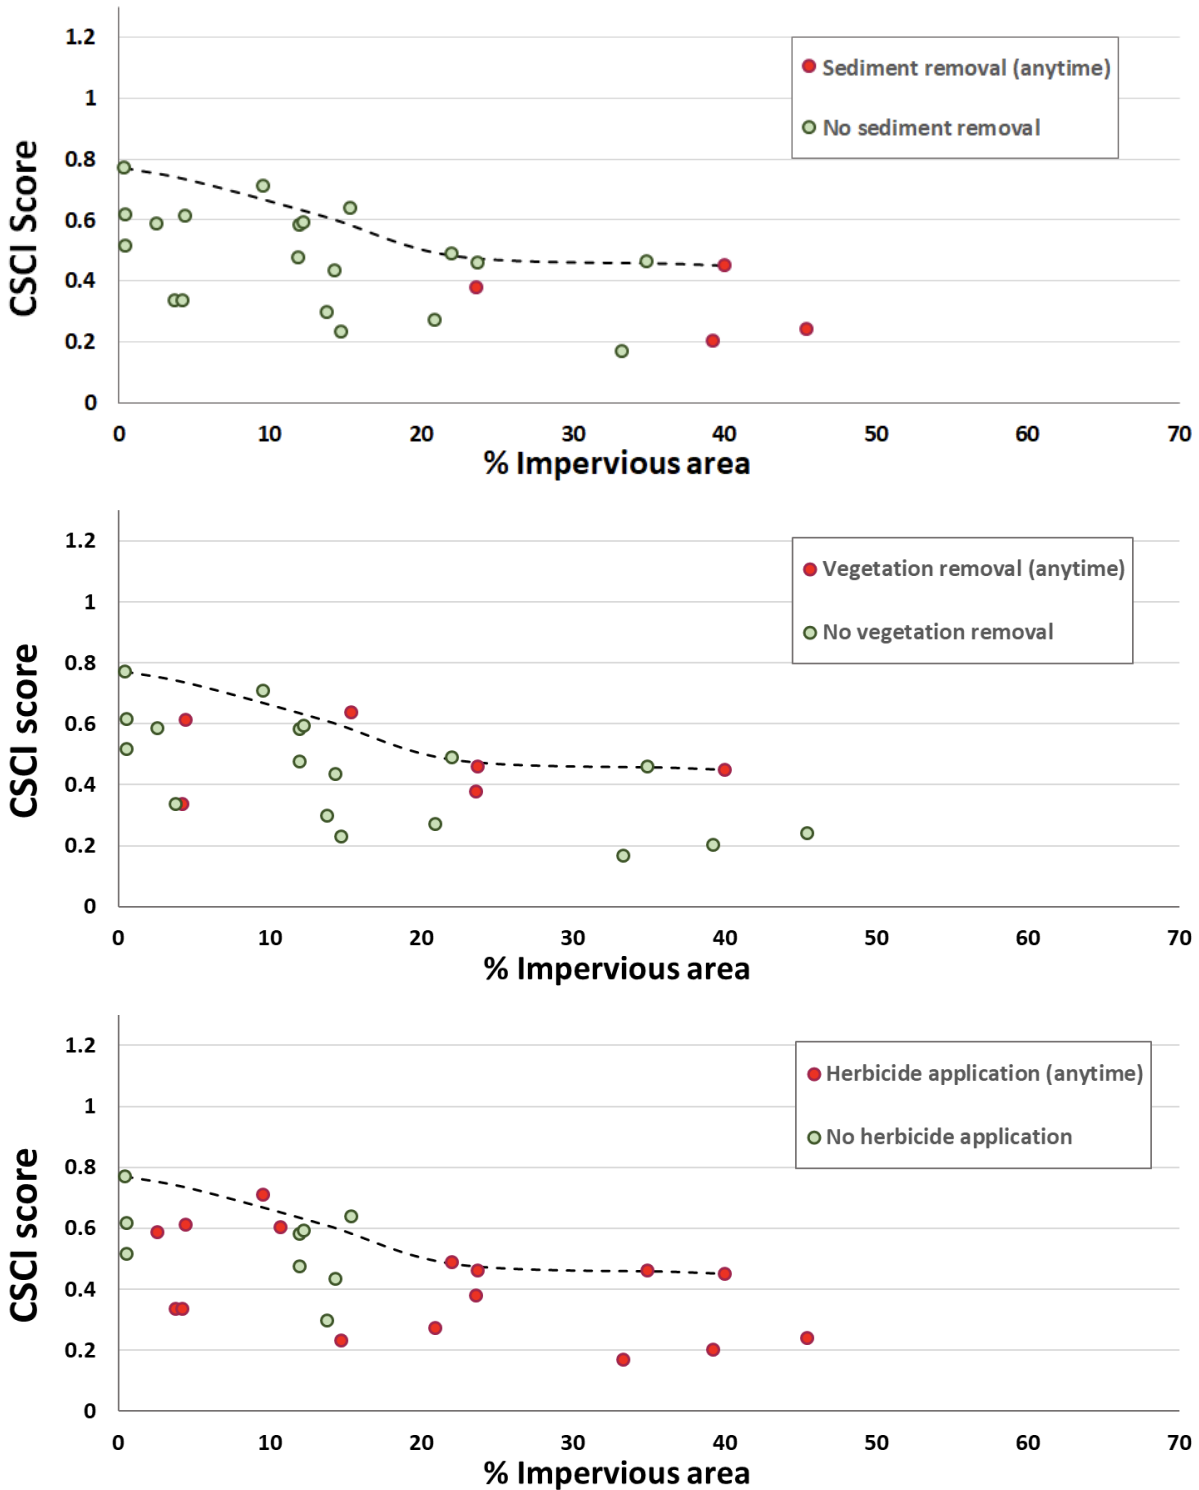 CSCI Score
1.2
1
0.8
0.6
0.4
0.2
0
Sediment removal (anytime)
No sediment removal
0 10 20 30 40 50 60 70
% Impervious area
CSCI score
1.2
1
0.8
0.6
0.4
0.2
0
Vegetation removal (anytime)
No vegetation removal
0 10 20 30 40 50 60 70
% Impervious area
CSCI score
1.2
1
0.8
0.6
0.4
0.2
0
Herbicide application (anytime)
No herbicide application
0 10 20 30 40 50 60 70
% Impervious area